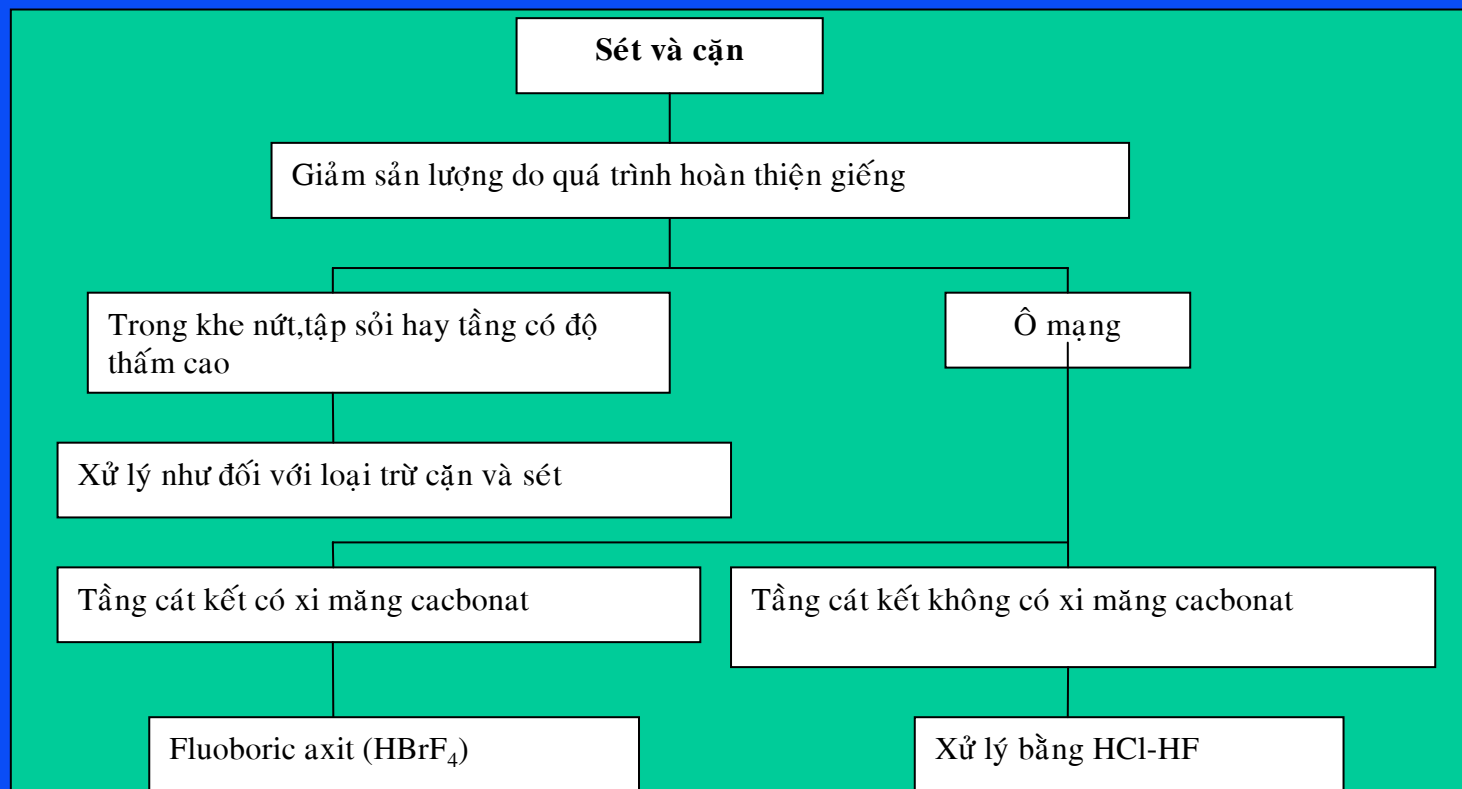 Sét và cặn
Giảm sản lượng do quá trình hoàn thiện giếng
Trong khe nứt,tập sỏi hay tầng có độ
thấm cao
Ô mạng
Xử lý như đối với loại trừ cặn và sét
Tầng cát kết có xi măng cacbonat
Tầng cát kết không có xi măng cacbonat
Fluoboric axit (HBrF₄)
Xử lý bằng HCl-HF